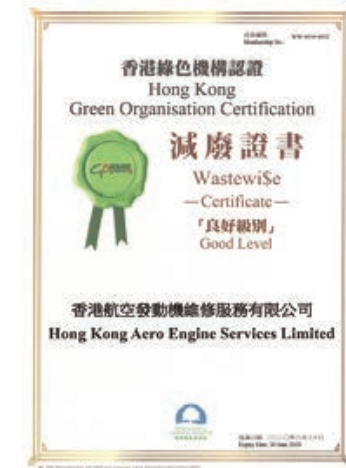 Membership No. :
香港綠色機構認證
Hong Kong
Green Organisation Certification
減廢證書
Wastewi$e
—Certificate—
「良好級別」
Good Level
香港航空發動機維修服務有限公司
Hong Kong Aero Engine Services Limited